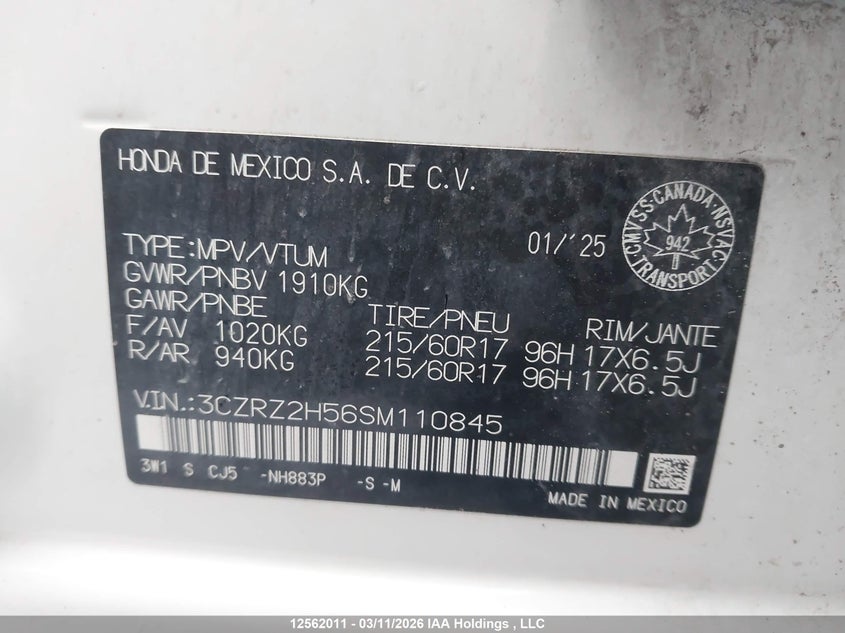 HONDA DE MEXICO S.A. DE C.V.
TYPE:MPV/VTUM
01/'25
CMVSS·CANADA·NSVAC
942
TRANSPORT
GVWR/PNBV 1910KG
GAWR/PNBE TIRE/PNEU RIM/JANTE
F/AV 1020KG 215/60R17 96H 17X6.5J
R/AR 940KG 215/60R17 96H 17X6.5J
V.IN.:3CZRZ2H56SM110845
3W1 S CJ5 -NH883P -S -M
MADE IN MEXICO
12562011 - 03/11/2026 IAA Holdings , LLC